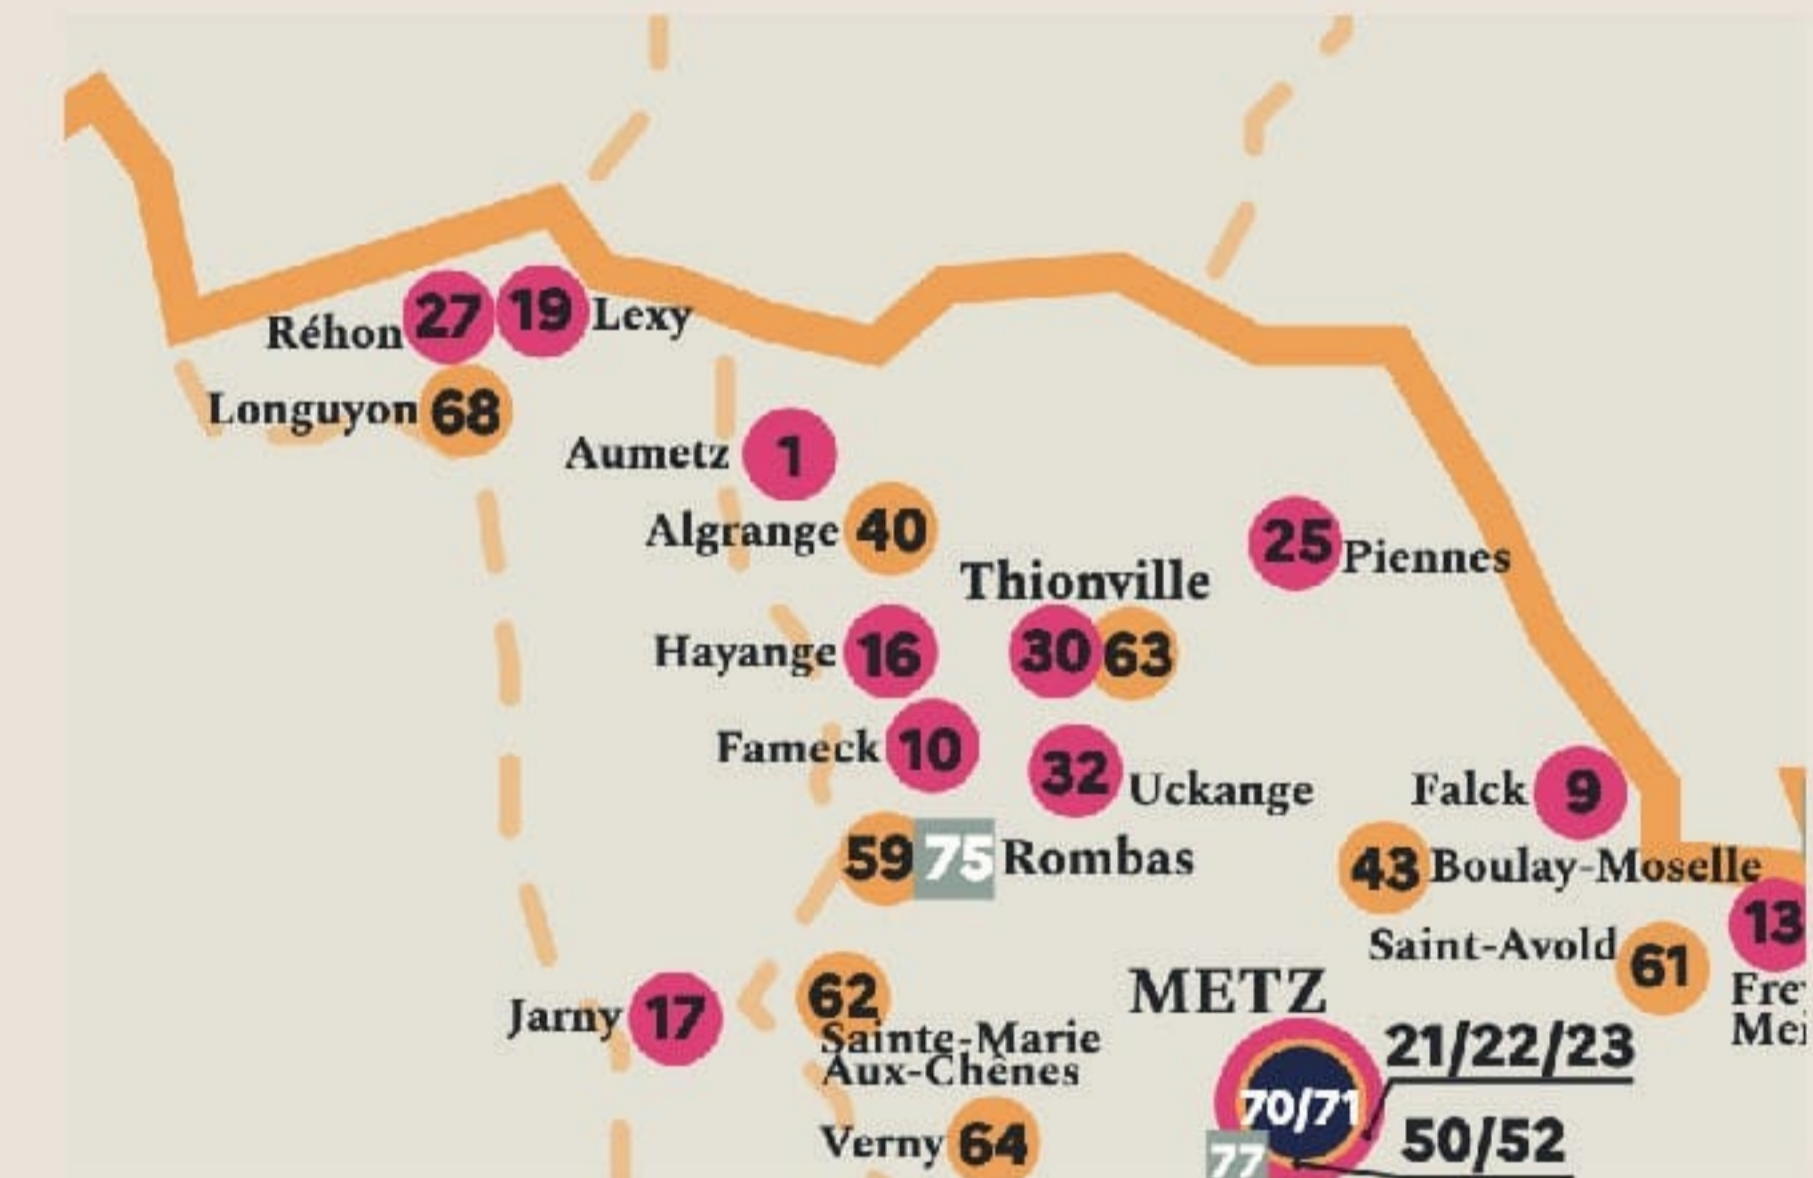 Réhon 27 19 Lexy
Longuyon 68
Aumetz 1
Algrange 40
25 Piennes
Thionville
30 63
Hayange 16
Fameck 10
32 Uckange
Falck 9
59 75 Rombas
43 Boulay-Moselle
13
Saint-Avold 61
METZ
Jarny 17
62
Sainte-Marie
Aux-Chênes
21/22/23
70/71
50/52
Verny 64
77